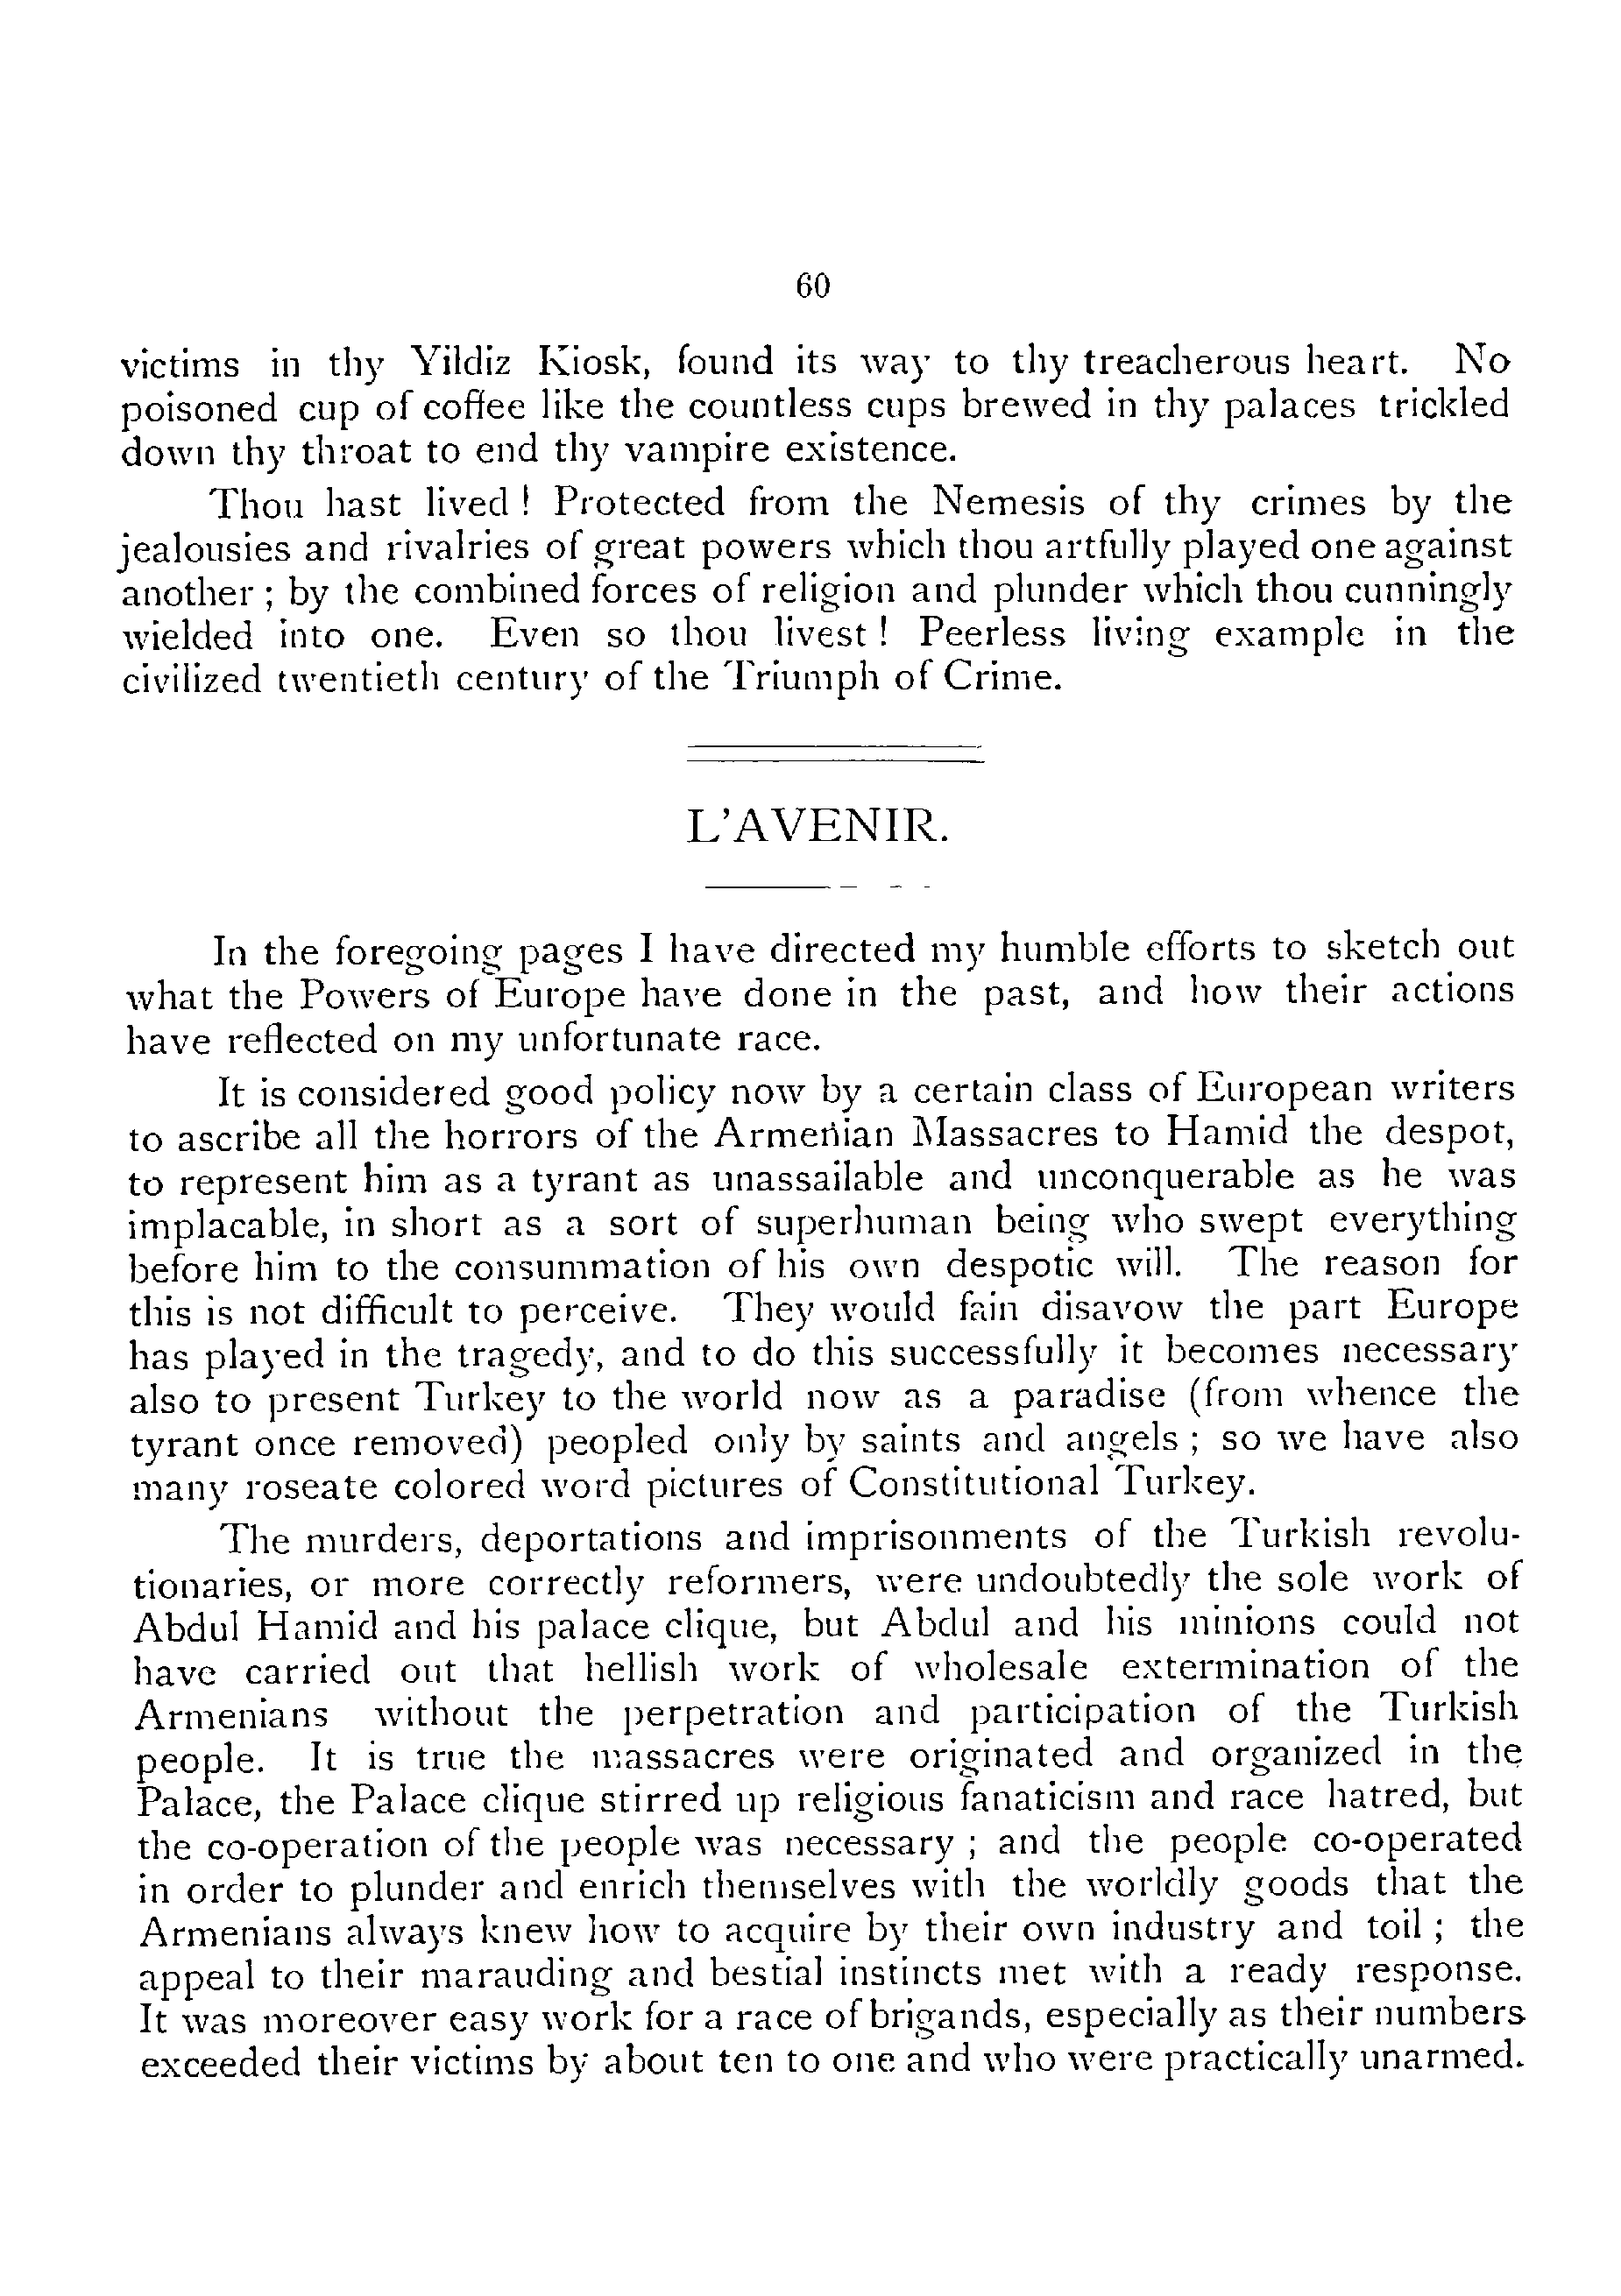 60
victims in thy Yildiz Kiosk, found its way to thy treacherous heart. No
poisoned cup of coffee like the countless cups brewed in thy palaces trickled
down thy throat to end thy vampire existence.
Thou hast lived ! Protected from the Nemesis of thy crimes by the
jealousies and rivalries of great powers which thou artfully played one against
another ; by the combined forces of religion and plunder which thou cunningly
wielded into one. Even so thou livest ! Peerless living example in the
civilized twentieth century of the Triumph of Crime.
L'AVENIR.
In the foregoing pages I have directed my humble efforts to sketch out
what the Powers of Europe have done in the past, and how their actions
have reflected on my unfortunate race.
It is considered good policy now by a certain class of European writers
to ascribe all the horrors of the Armenian Massacres to Hamid the despot,
to represent him as a tyrant as unassailable and unconquerable as he was
implacable, in short as a sort of superhuman being who swept everything
before him to the consummation of his own despotic will. The reason for
this is not difficult to perceive. They would fain disavow the part Europe
has played in the tragedy, and to do this successfully it becomes necessary
also to present Turkey to the world now as a paradise (from whence the
tyrant once removed) peopled only by saints and angels ; so we have also
many roseate colored word pictures of Constitutional Turkey.
The murders, deportations and imprisonments of the Turkish revolu-
tionaries, or more correctly reformers, were undoubtedly the sole work of
Abdul Hamid and his palace clique, but Abdul and his minions could not
have carried out that hellish work of wholesale extermination of the
Armenians without the perpetration and participation of the Turkish
people. It is true the massacres were originated and organized in the
Palace, the Palace clique stirred up religious fanaticism and race hatred, but
the co-operation of the people was necessary ; and the people co-operated
in order to plunder and enrich themselves with the worldly goods that the
Armenians always knew how to acquire by their own industry and toil ; the
appeal to their marauding and bestial instincts met with a ready response.
It was moreover easy work for a race of brigands, especially as their numbers
exceeded their victims by about ten to one and who were practically unarmed.